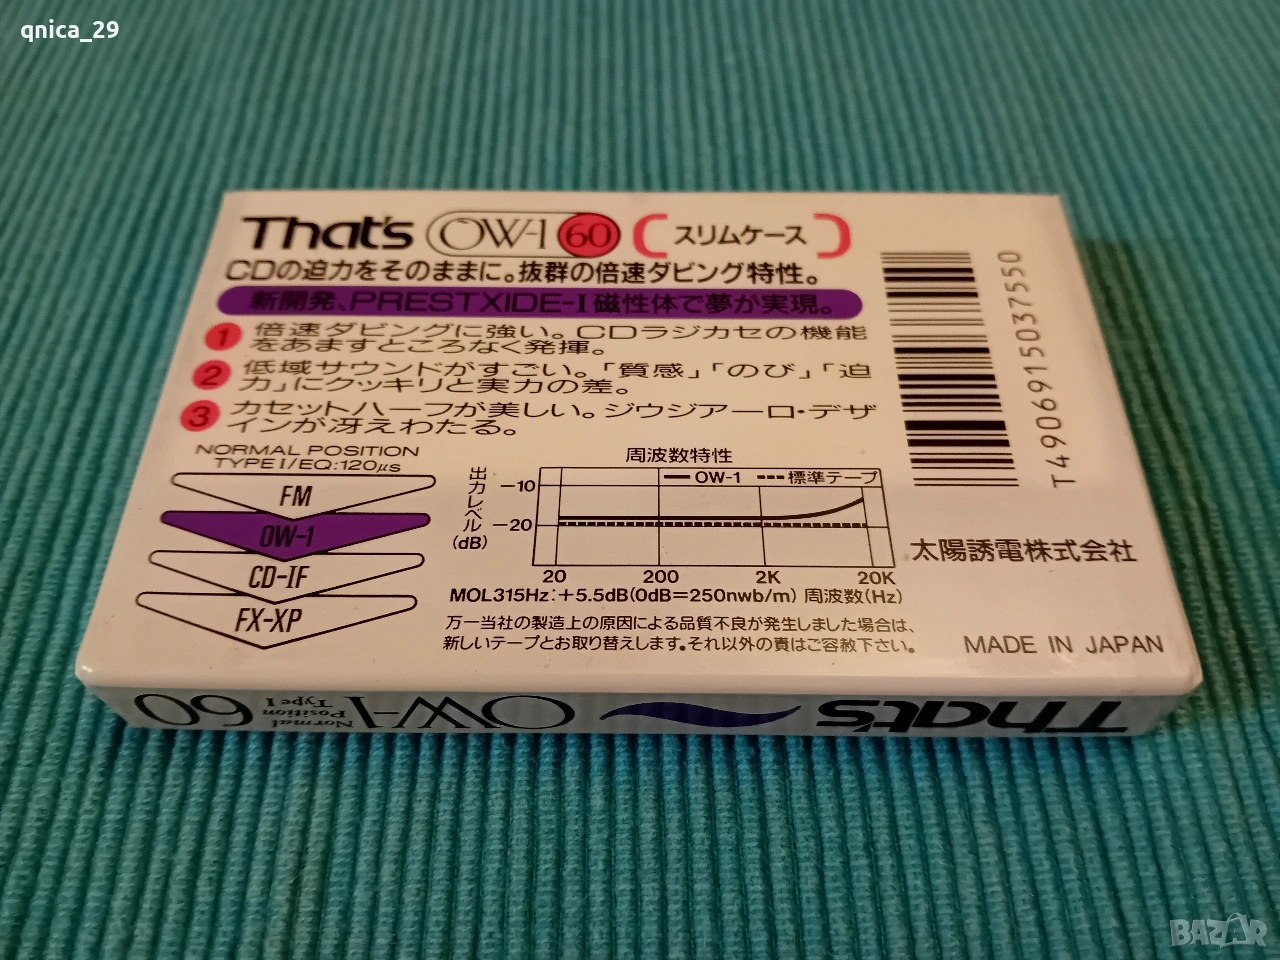 qnica_29
That's OW-I 60 [スリムケース]
CDの迫力をそのままに。抜群の倍速ダビング特性。
新開発、PRESTXIDE-I磁性体で夢が実現。
1 倍速ダビングに強い。CDラジカセの機能
をあますところなく発揮。
2 低域サウンドがすごい。「質感」「のび」「迫
力」にクッキリと実力の差。
3 カセットハーフが美しい。ジウジアーロ・デザ
インが冴えわたる。
NORMAL POSITION
TYPE I/EQ:120μs
FM
OW-1
CD-IF
FX-XP
周波数特性
出力レベル(dB)
OW-1 標準テープ
-10
-20
20 200 2K 20K
MOL315Hz:+5.5dB(0dB=250nwb/m) 周波数(Hz)
万一当社の製造上の原因による品質不良が発生しました場合は、
新しいテープとお取り替えします。それ以外の責はご容赦下さい。
T4906915037550
太陽誘電株式会社
MADE IN JAPAN
That's OW-I Normal Position Type I 60
BAZAR